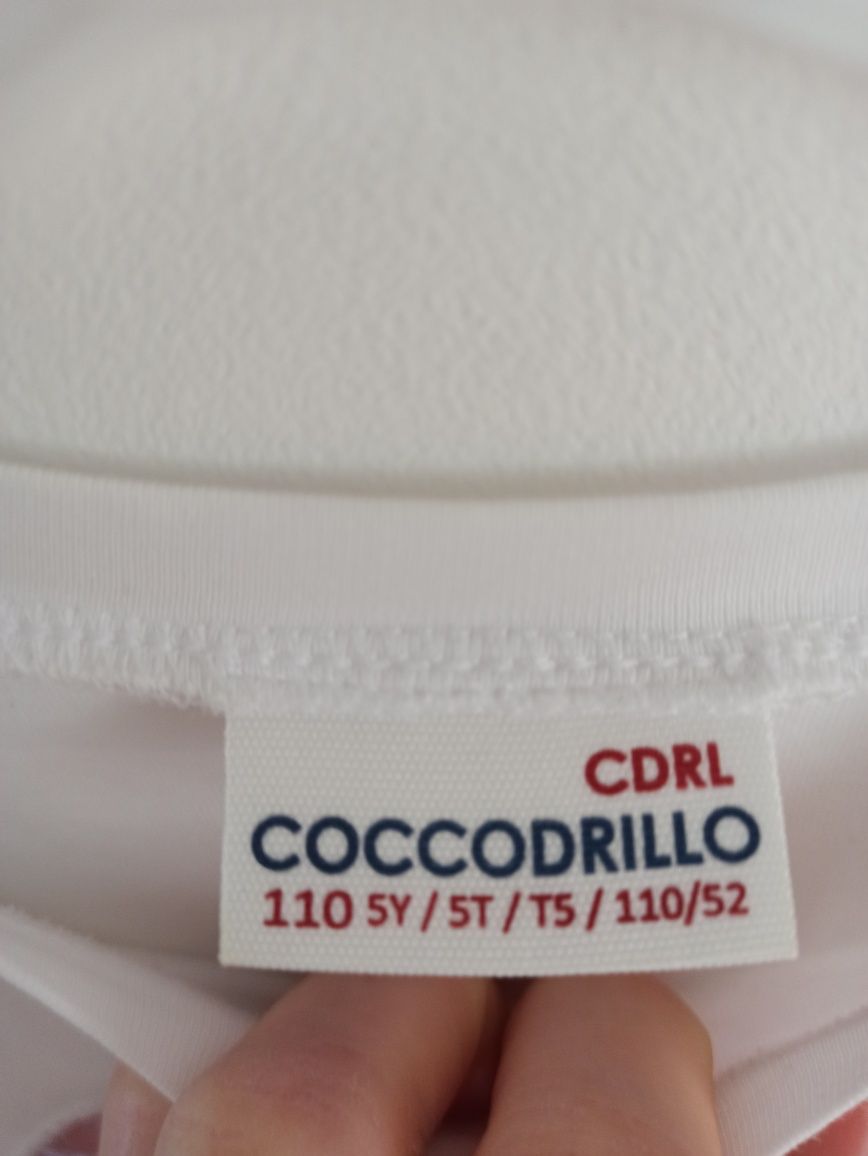 CDRL
COCCODRILLO
110 5Y / 5T / T5 / 110/52